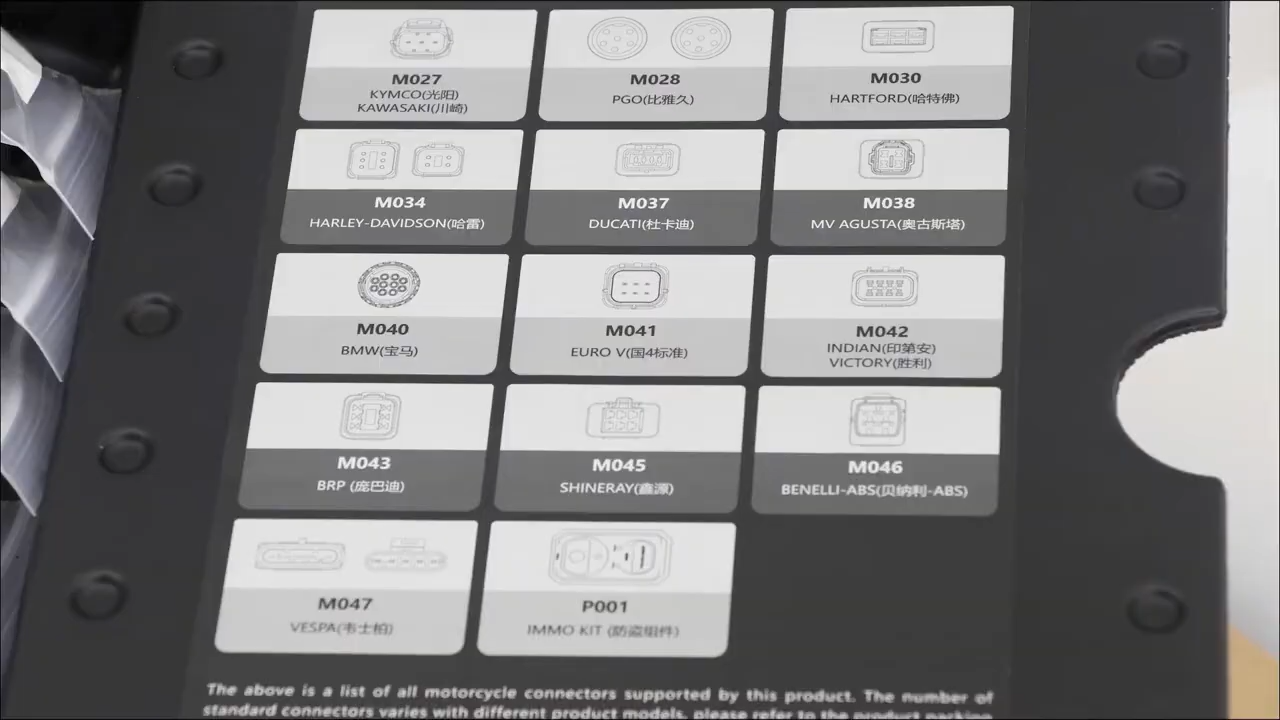 M027
KYMCO(光阳)
KAWASAKI(川崎)
M028
PGO(比雅久)
M030
HARTFORD(哈特佛)
M034
HARLEY-DAVIDSON(哈雷)
M037
DUCATI(杜卡迪)
M038
MV AGUSTA(奥古斯塔)
M040
BMW(宝马)
M041
EURO V(国4标准)
M042
INDIAN(印第安)
VICTORY(胜利)
M043
BRP (庞巴迪)
M045
SHINERAY(鑫源)
M046
BENELLI-ABS(贝纳利-ABS)
M047
VESPA(韦士柏)
P001
IMMO KIT (防盗组件)
The above is a list of all motorcycle connectors supported by this product. The number of
standard connectors varies with different product models, please refer to the product packing